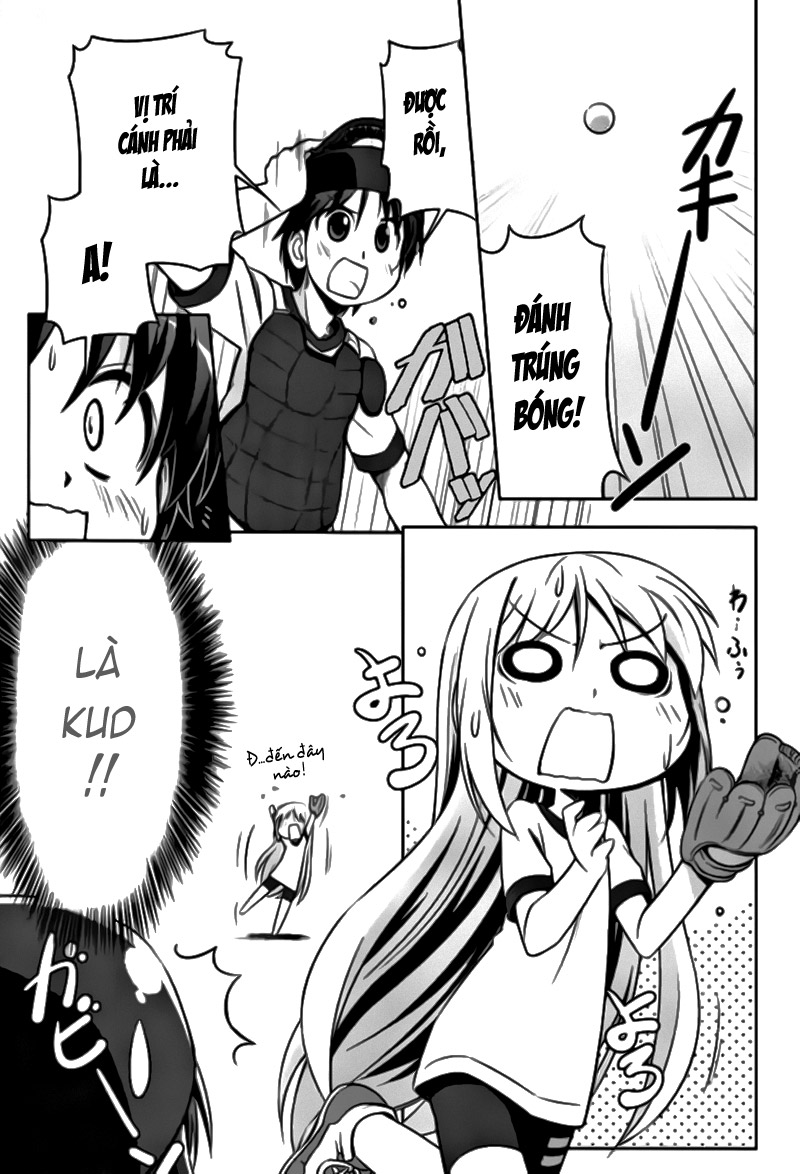 カキーン
ĐÁNH
TRÚNG
BÓNG!
ĐƯỢC
RỒI,
VỊ TRÍ
CÁNH PHẢI
LÀ...
A!
ガバッ
わーふぅ
よろ
よろ
Đ...đến đây
nào!
LÀ
KUD
!!
ガビーン